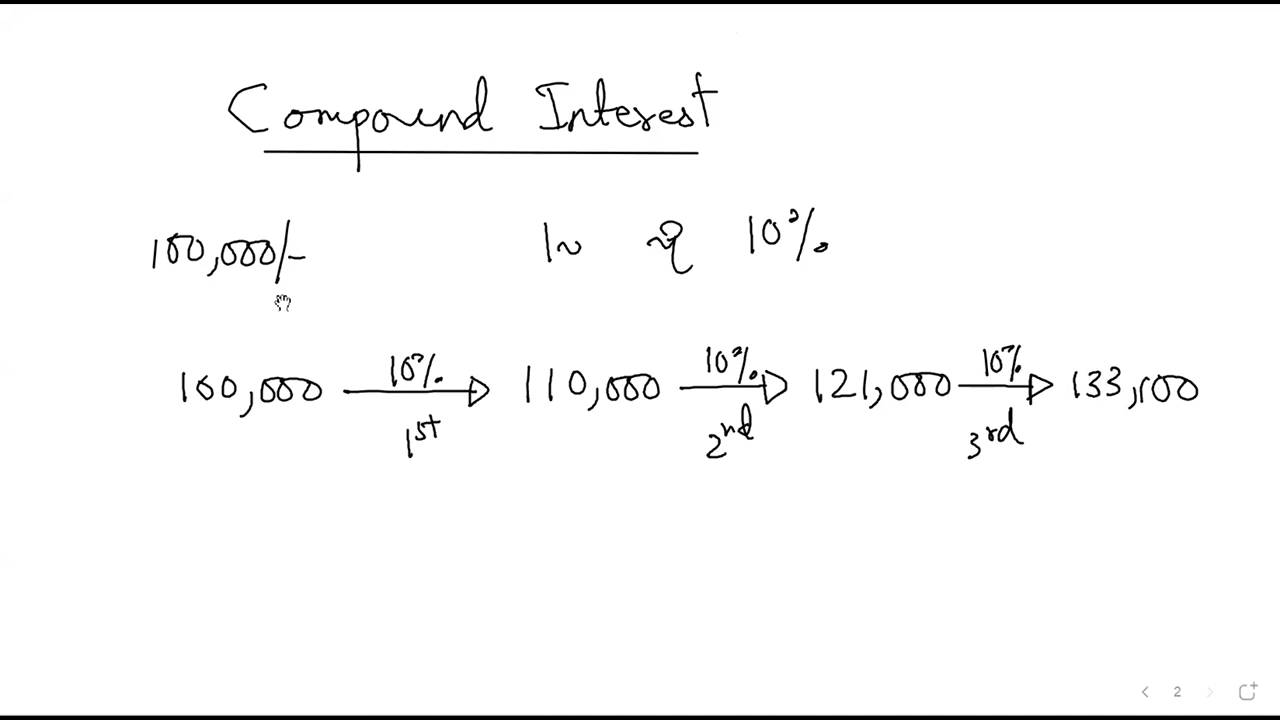 Compound Interest
100,000/- 10%
100,000 10% 1st 110,000 10% 2nd 121,000 10% 3rd 133,100
2